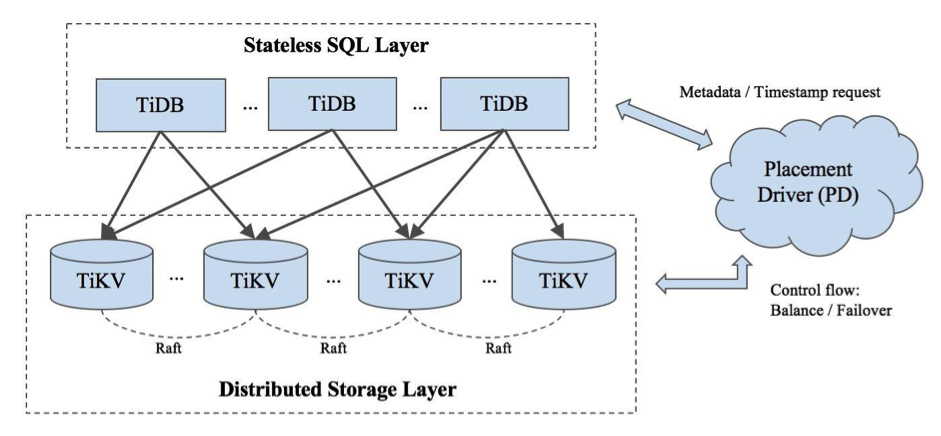 Stateless SQL Layer
TiDB ... TiDB ... TiDB
Metadata / Timestamp request
Placement
Driver (PD)
TiKV ... TiKV ... TiKV ... TiKV
Control flow:
Balance / Failover
Raft Raft Raft
Distributed Storage Layer